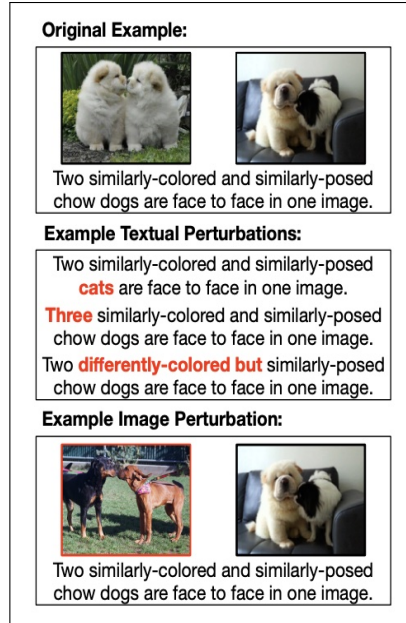 Original Example:
Two similarly-colored and similarly-posed
chow dogs are face to face in one image.
Example Textual Perturbations:
Two similarly-colored and similarly-posed
cats are face to face in one image.
Three similarly-colored and similarly-posed
chow dogs are face to face in one image.
Two differently-colored but similarly-posed
chow dogs are face to face in one image.
Example Image Perturbation:
Two similarly-colored and similarly-posed
chow dogs are face to face in one image.